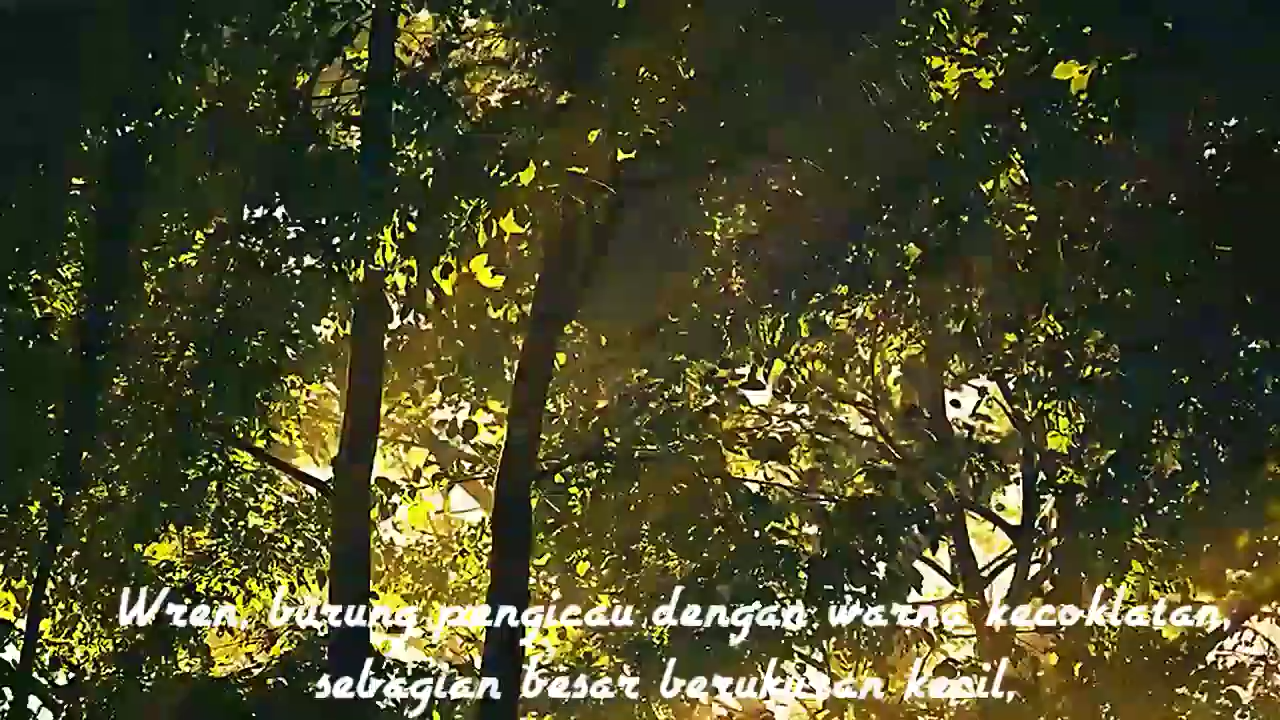 Wren, burung pengicau dengan warna kecoklatan,
sebagian besar berukuran kecil,